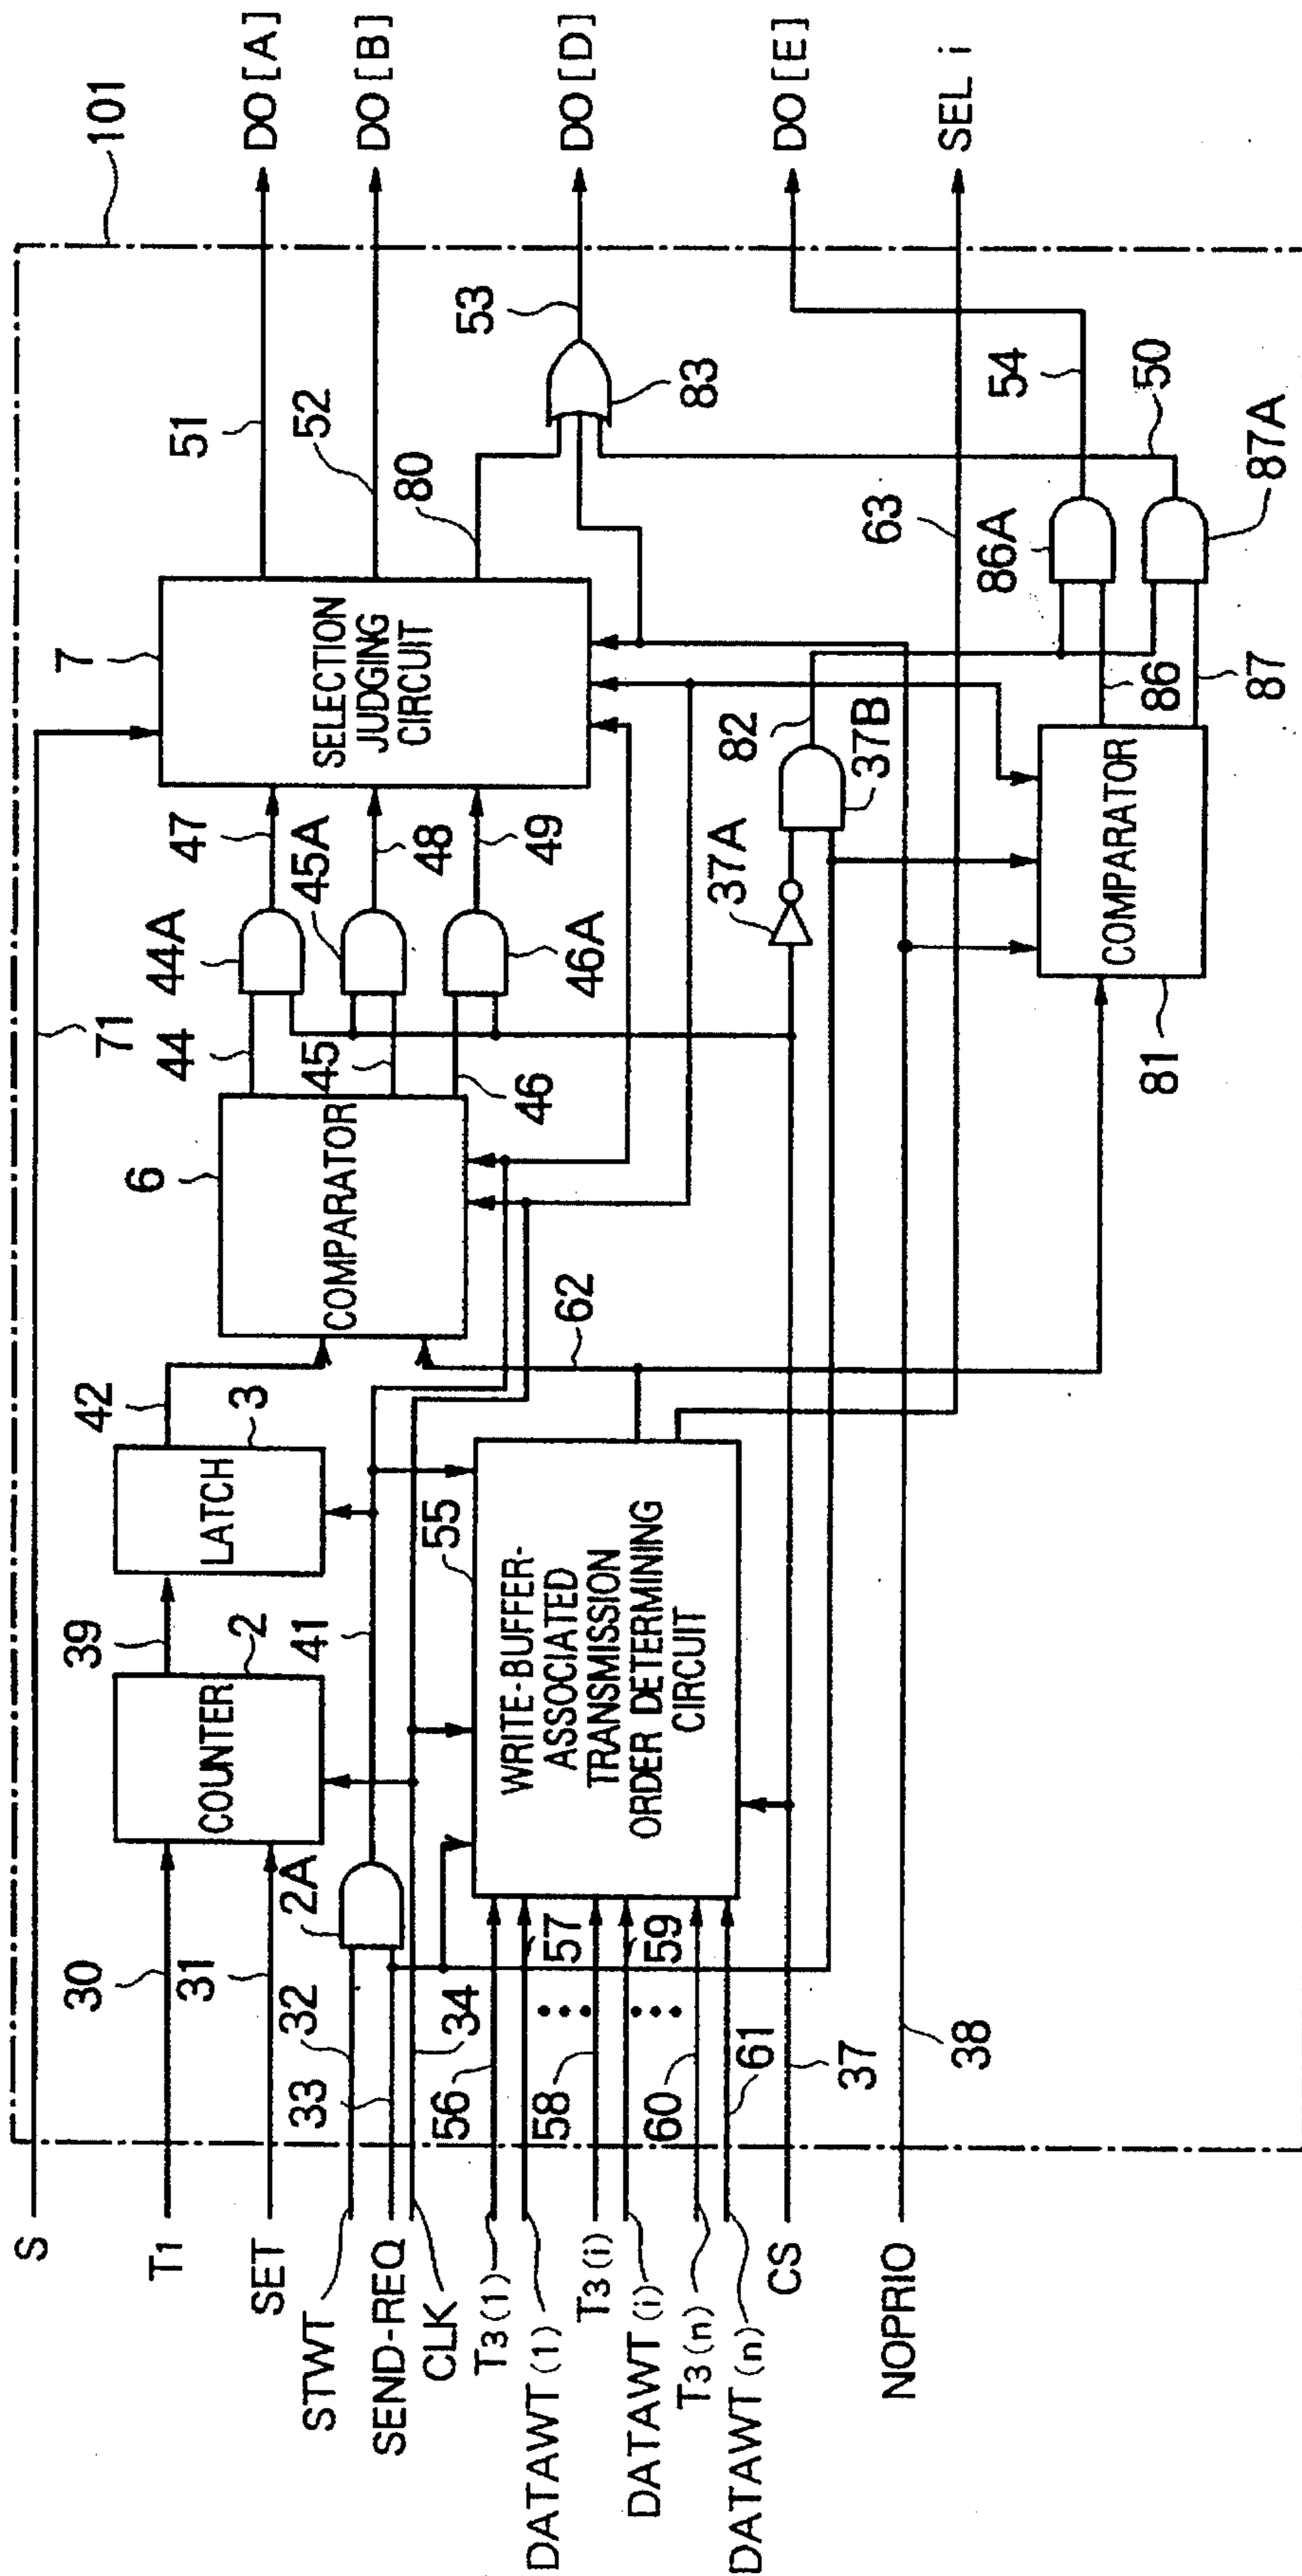 101
S
71
DO[A]
51
DO[B]
52
DO[D]
53
83
80
DO[E]
54
SEL i
63
50
T1
30
SET
31
COUNTER
2
39
LATCH
3
42
COMPARATOR
6
44
45
46
44A
45A
46A
47
48
49
SELECTION
JUDGING
CIRCUIT
7
STWT
32
2A
41
SEND-REQ
33
CLK
34
T3(1)
56
DATAWT(1)
57
T3(i)
58
DATAWT(i)
59
T3(n)
60
DATAWT(n)
61
WRITE-BUFFER-
ASSOCIATED
TRANSMISSION
ORDER DETERMINING
CIRCUIT
55
62
CS
37
37A
37B
82
NOPRIO
38
COMPARATOR
81
86
87
86A
87A